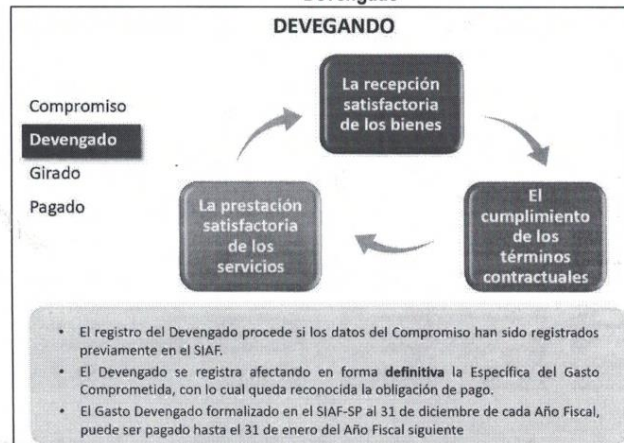 DEVEGANDO
Compromiso
Devengado
Girado
Pagado
La recepción
satisfactoria
de los bienes
El
cumplimiento
de los
términos
contractuales
La prestación
satisfactoria
de los
servicios
• El registro del Devengado procede si los datos del Compromiso han sido registrados
previamente en el SIAF.
• El Devengado se registra afectando en forma definitiva la Específica del Gasto
Comprometida, con lo cual queda reconocida la obligación de pago.
• El Gasto Devengado formalizado en el SIAF-SP al 31 de diciembre de cada Año Fiscal,
puede ser pagado hasta el 31 de enero del Año Fiscal siguiente